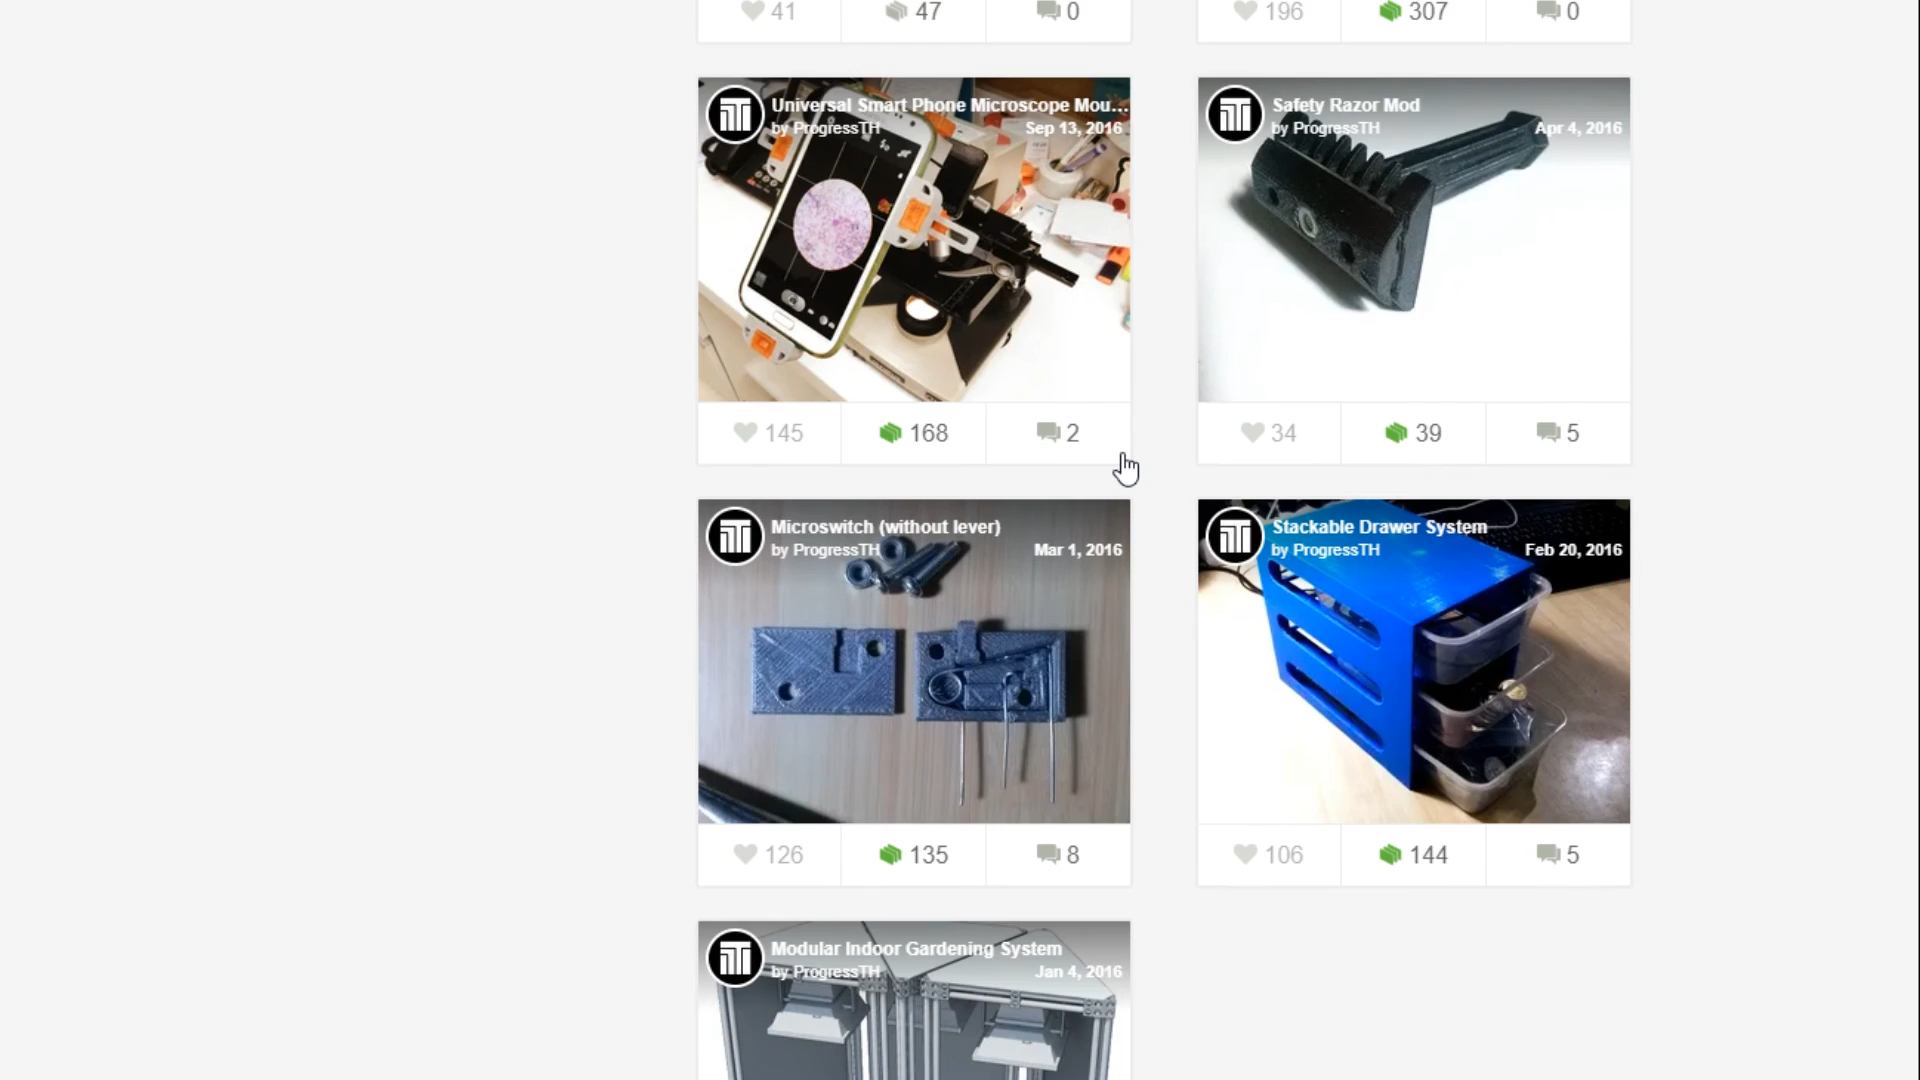 41 47 0
196 307 0
Universal Smart Phone Microscope Mou...
by ProgressTH Sep 13, 2016
145 168 2
Safety Razor Mod
by ProgressTH Apr 4, 2016
34 39 5
Microswitch (without lever)
by ProgressTH Mar 1, 2016
126 135 8
Stackable Drawer System
by ProgressTH Feb 20, 2016
106 144 5
Modular Indoor Gardening System
by ProgressTH Jan 4, 2016